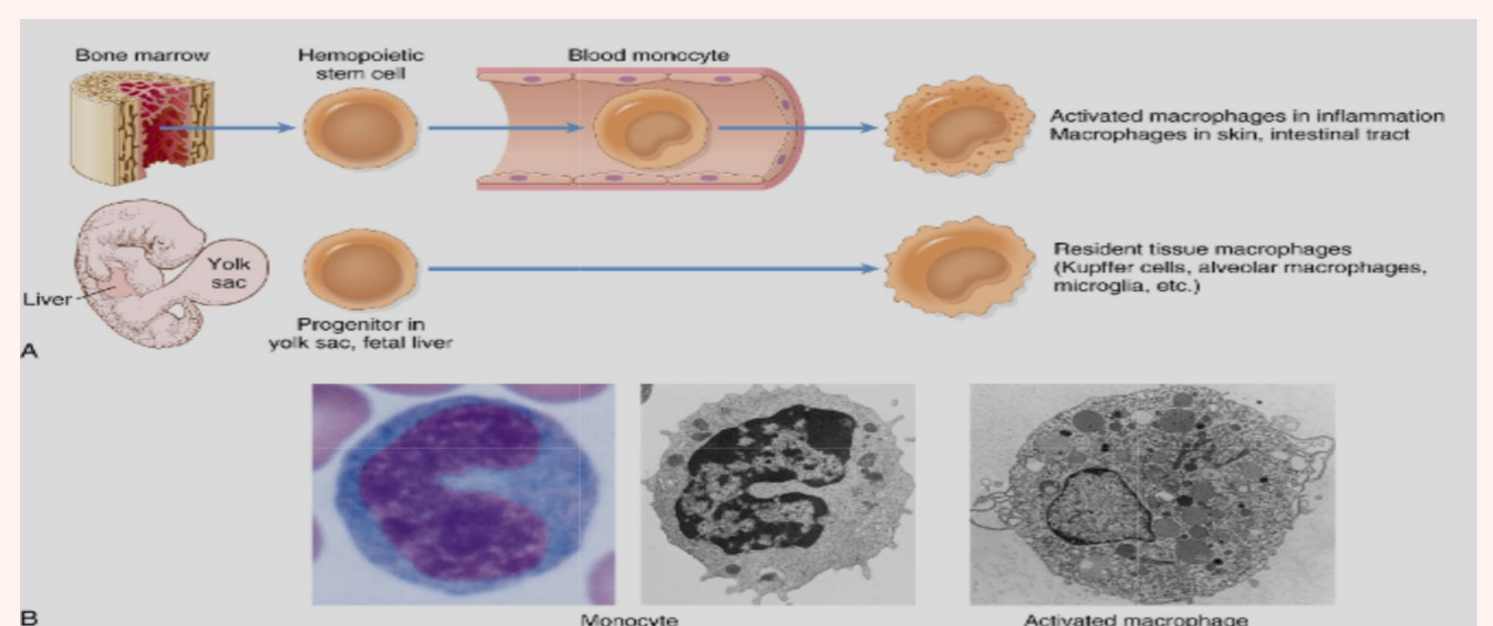 Bone marrow
Hemopoietic
stem cell
Blood monocyte
Activated macrophages in inflammation
Macrophages in skin, intestinal tract
Yolk
sac
Liver
Progenitor in
yolk sac, fetal liver
Resident tissue macrophages
(Kupffer cells, alveolar macrophages,
microglia, etc.)
A
B
Monocyte
Activated macrophage